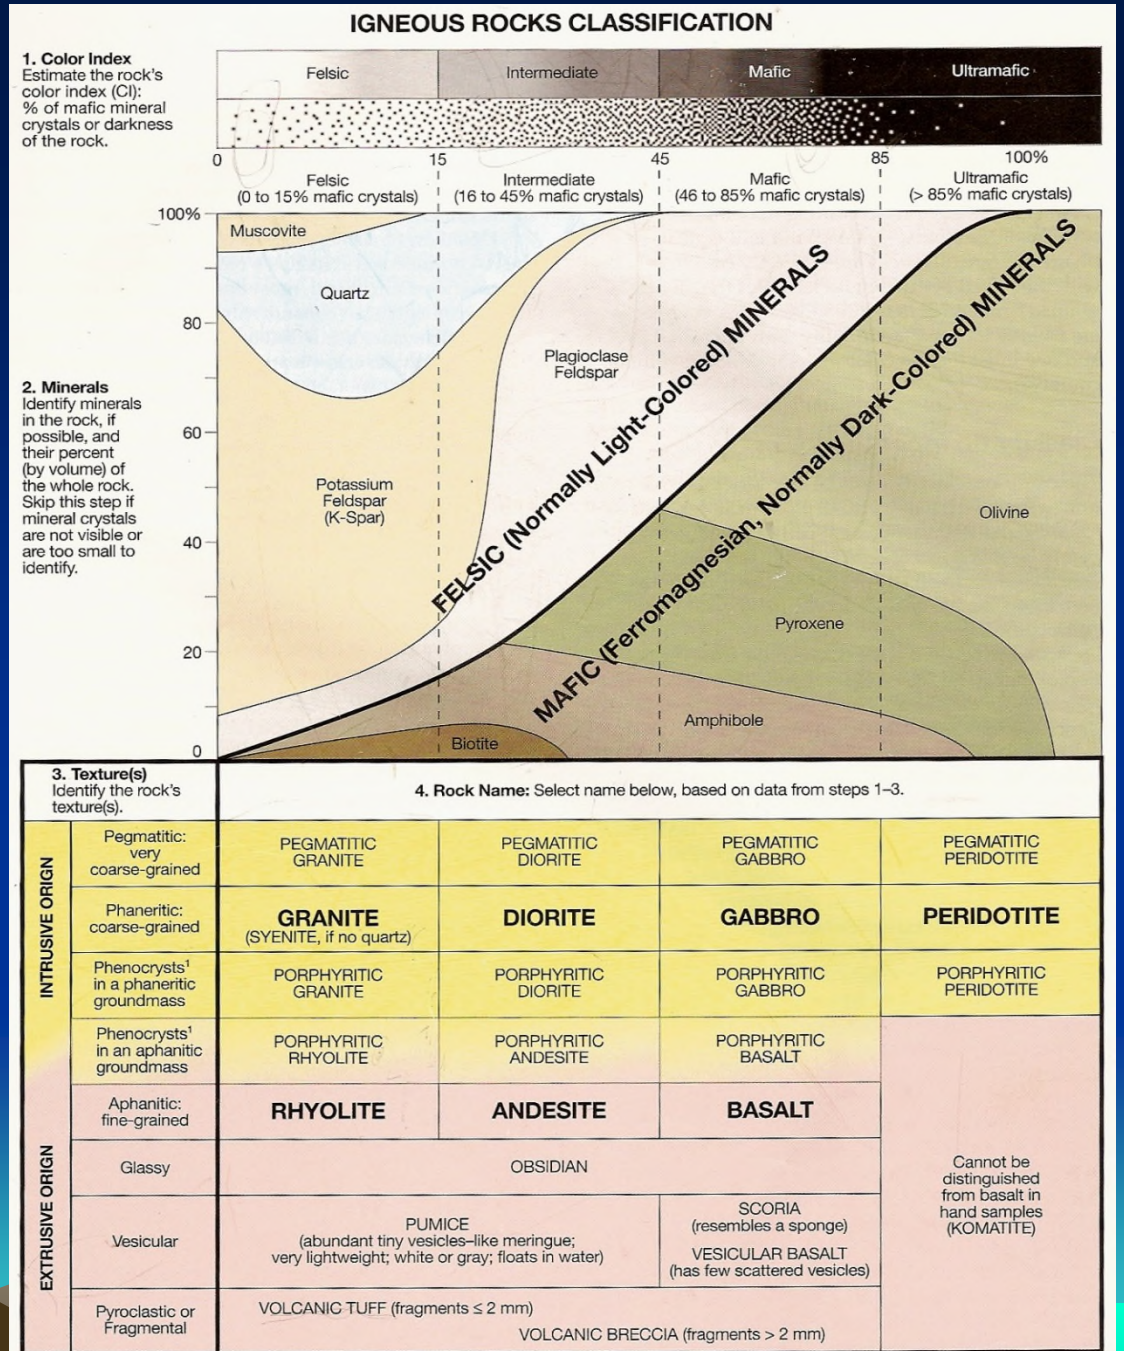 IGNEOUS ROCKS CLASSIFICATION
1. Color Index
Estimate the rock's
color index (CI):
% of mafic mineral
crystals or darkness
of the rock.
Felsic
Intermediate
Mafic
Ultramafic
0
15
45
85
100%
Felsic
(0 to 15% mafic crystals)
Intermediate
(16 to 45% mafic crystals)
Mafic
(46 to 85% mafic crystals)
Ultramafic
(> 85% mafic crystals)
2. Minerals
Identify minerals
in the rock, if
possible, and
their percent
(by volume) of
the whole rock.
Skip this step if
mineral crystals
are not visible or
are too small to
identify.
100%
80
60
40
20
0
Muscovite
Quartz
Potassium
Feldspar
(K-Spar)
Plagioclase
Feldspar
FELSIC (Normally Light-Colored) MINERALS
MAFIC (Ferromagnesian, Normally Dark-Colored) MINERALS
Olivine
Pyroxene
Amphibole
Biotite
3. Texture(s)
Identify the rock's
texture(s).
4. Rock Name: Select name below, based on data from steps 1–3.
INTRUSIVE ORIGN
Pegmatitic:
very
coarse-grained
PEGMATITIC
GRANITE
PEGMATITIC
DIORITE
PEGMATITIC
GABBRO
PEGMATITIC
PERIDOTITE
Phaneritic:
coarse-grained
GRANITE
(SYENITE, if no quartz)
DIORITE
GABBRO
PERIDOTITE
Phenocrysts¹
in a phaneritic
groundmass
PORPHYRITIC
GRANITE
PORPHYRITIC
DIORITE
PORPHYRITIC
GABBRO
PORPHYRITIC
PERIDOTITE
EXTRUSIVE ORIGN
Phenocrysts¹
in an aphanitic
groundmass
PORPHYRITIC
RHYOLITE
PORPHYRITIC
ANDESITE
PORPHYRITIC
BASALT
Aphanitic:
fine-grained
RHYOLITE
ANDESITE
BASALT
Glassy
OBSIDIAN
Cannot be
distinguished
from basalt in
hand samples
(KOMATITE)
Vesicular
PUMICE
(abundant tiny vesicles–like meringue;
very lightweight; white or gray; floats in water)
SCORIA
(resembles a sponge)
VESICULAR BASALT
(has few scattered vesicles)
Pyroclastic or
Fragmental
VOLCANIC TUFF (fragments ≤ 2 mm)
VOLCANIC BRECCIA (fragments > 2 mm)